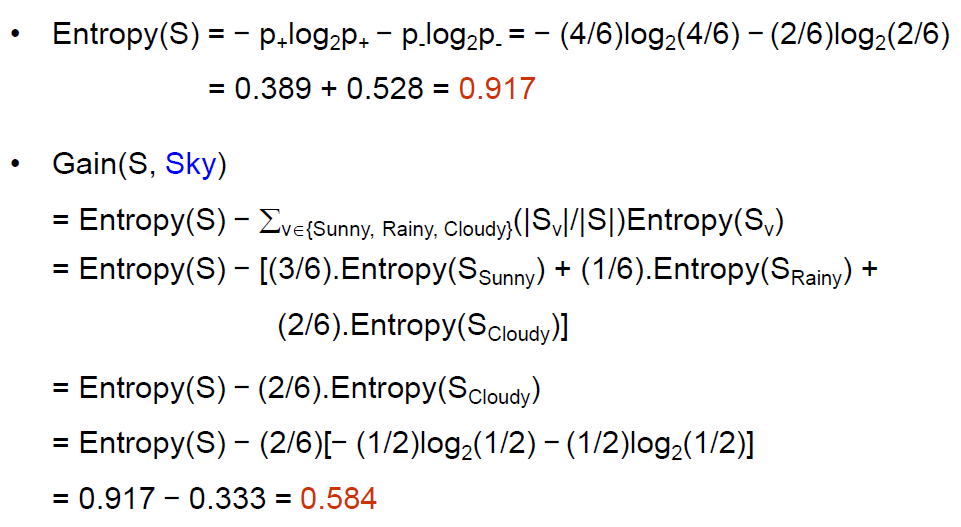 • Entropy(S) = − p₊log₂p₊ − p₋log₂p₋ = − (4/6)log₂(4/6) − (2/6)log₂(2/6)
= 0.389 + 0.528 = 0.917
• Gain(S, Sky)
= Entropy(S) − ∑v∈{Sunny, Rainy, Cloudy}(|Sv|/|S|)Entropy(Sv)
= Entropy(S) − [(3/6).Entropy(SSunny) + (1/6).Entropy(SRainy) +
(2/6).Entropy(SCloudy)]
= Entropy(S) − (2/6).Entropy(SCloudy)
= Entropy(S) − (2/6)[− (1/2)log₂(1/2) − (1/2)log₂(1/2)]
= 0.917 − 0.333 = 0.584